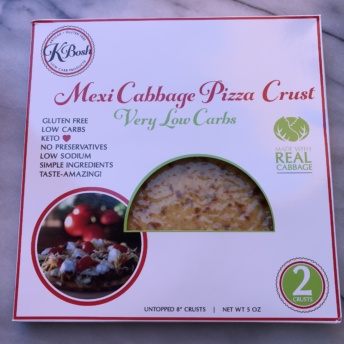 KBosh
Mexi Cabbage Pizza Crust
Very Low Carbs
GLUTEN FREE
LOW CARBS
KETO
NO PRESERVATIVES
LOW SODIUM
SIMPLE INGREDIENTS
TASTE-AMAZING!
MADE WITH
REAL
CABBAGE
2
CRUSTS
UNTOPPED 8" CRUSTS | NET WT 5 OZ